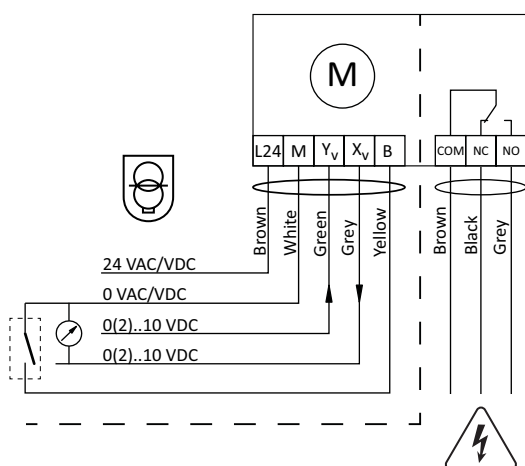 M
L24 M Yv Xv B COM NC NO
Brown White Green Grey Yellow Brown Black Grey
24 VAC/VDC
0 VAC/VDC
0(2)..10 VDC
0(2)..10 VDC